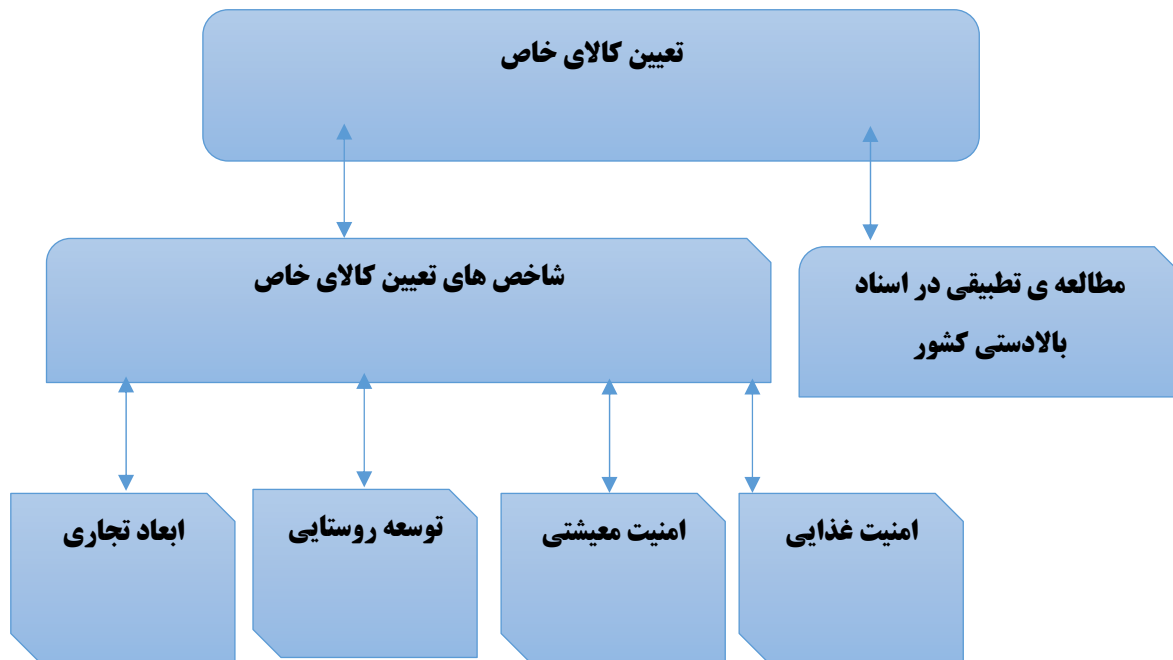 تعیین کالای خاص
شاخص های تعیین کالای خاص
مطالعه ی تطبیقی در اسناد
بالادستی کشور
امنیت غذایی
امنیت معیشتی
توسعه روستایی
ابعاد تجاری